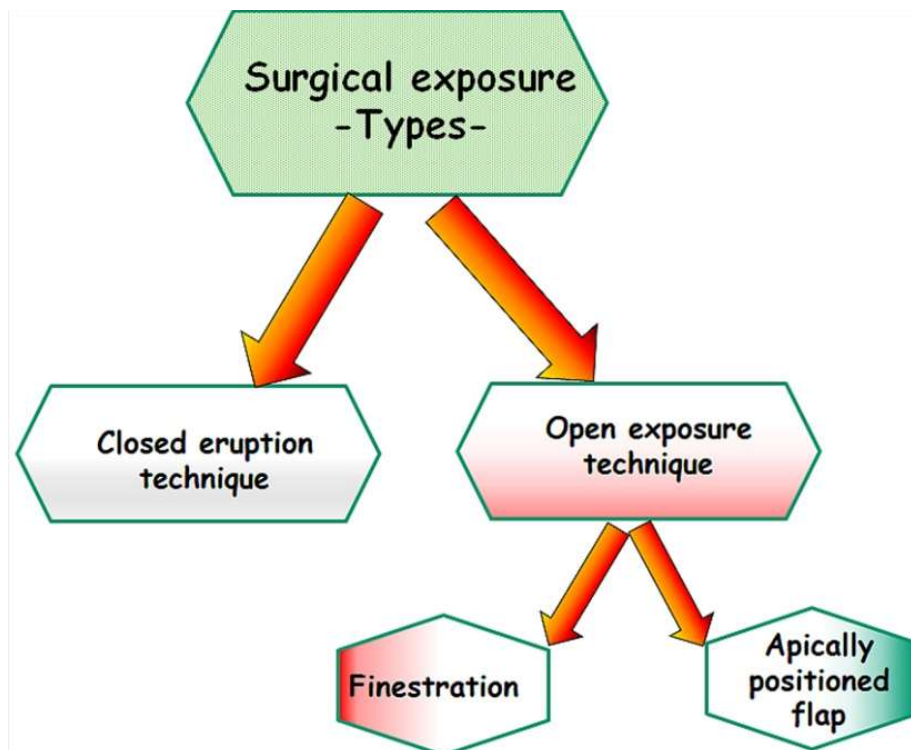 Surgical exposure
-Types-
Closed eruption
technique
Open exposure
technique
Finestration
Apically
positioned
flap